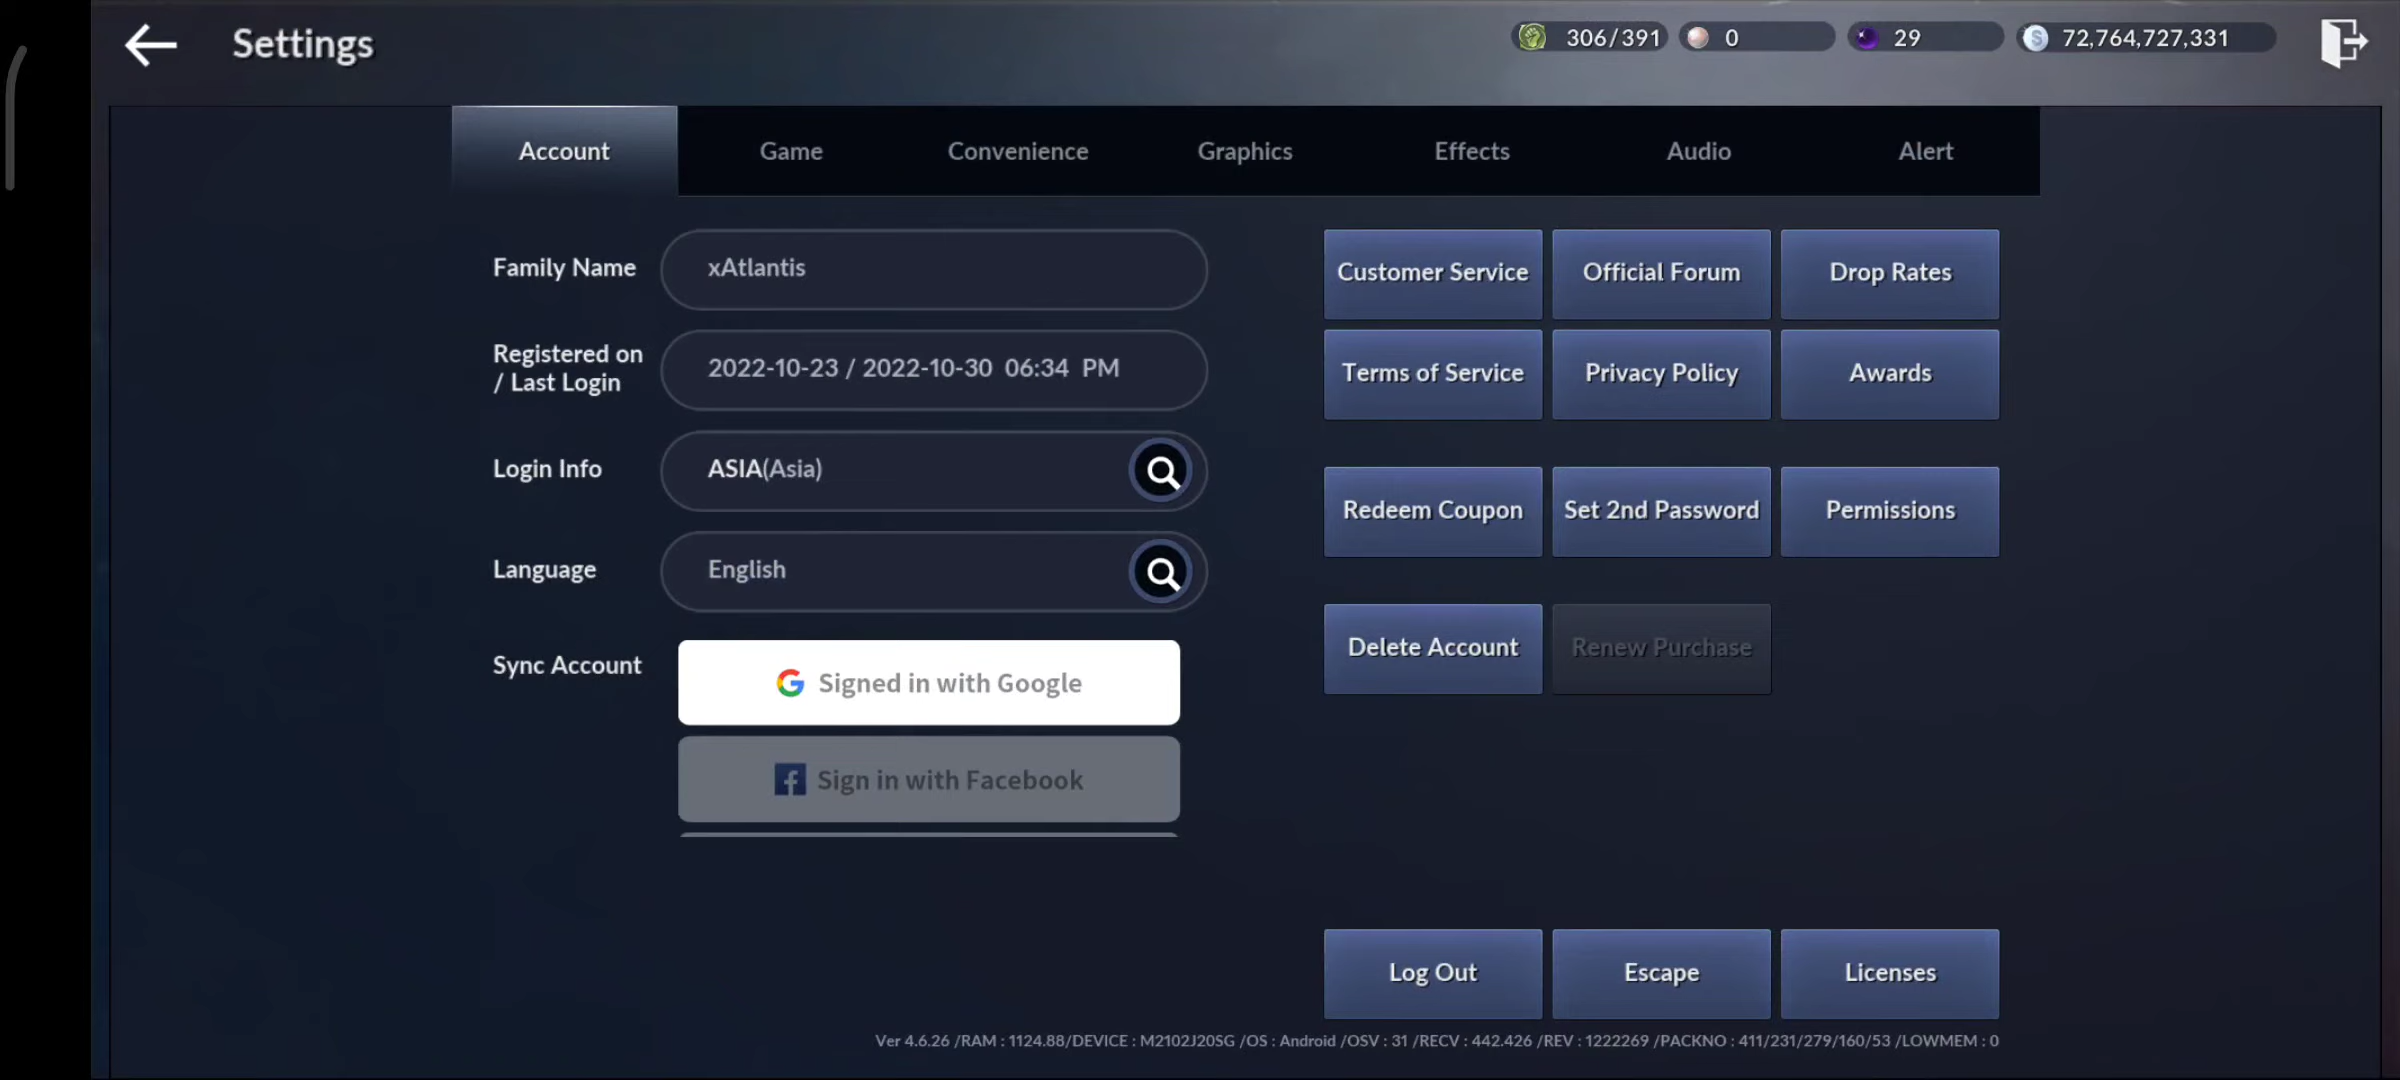 Settings
306/391
0
29
72,764,727,331
Account
Game
Convenience
Graphics
Effects
Audio
Alert
Family Name
xAtlantis
Registered on
/ Last Login
2022-10-23 / 2022-10-30 06:34 PM
Login Info
ASIA(Asia)
Language
English
Sync Account
Signed in with Google
Sign in with Facebook
Customer Service
Official Forum
Drop Rates
Terms of Service
Privacy Policy
Awards
Redeem Coupon
Set 2nd Password
Permissions
Delete Account
Renew Purchase
Log Out
Escape
Licenses
Ver 4.6.26 /RAM : 1124.88/DEVICE : M2102J20SG /OS : Android /OSV : 31 /RECV : 442.426 /REV : 1222269 /PACKNO : 411/231/279/160/53 /LOWMEM : 0